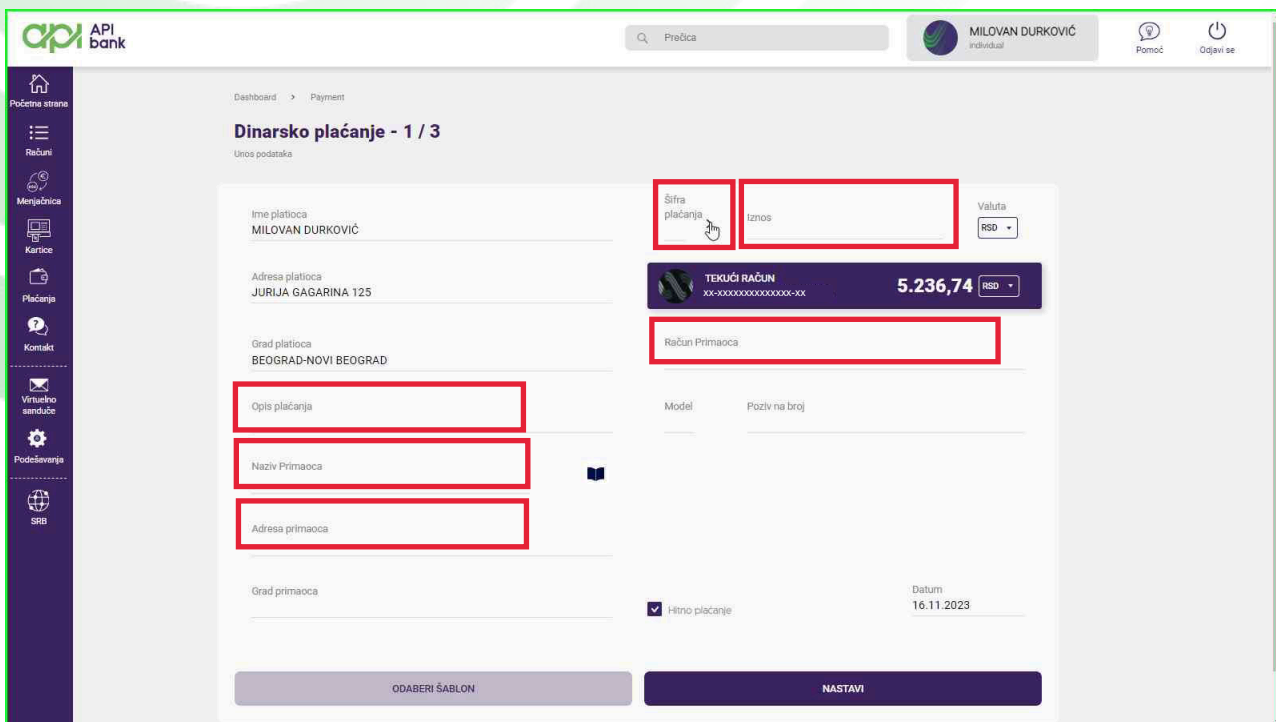 api API
bank
Prečica
MILOVAN DURKOVIĆ
individual
Pomoć
Odjavi se
Početna strana
Računi
Menjačnica
Kartice
Plaćanja
Kontakt
Virtuelno
sanduče
Podešavanja
SRB
Dashboard > Payment
Dinarsko plaćanje - 1 / 3
Unos podataka
Ime platioca
MILOVAN DURKOVIĆ
Adresa platioca
JURIJA GAGARINA 125
Grad platioca
BEOGRAD-NOVI BEOGRAD
Opis plaćanja
Naziv Primaoca
Adresa primaoca
Grad primaoca
Šifra
plaćanja
Iznos
Valuta
RSD
TEKUĆI RAČUN
xx-xxxxxxxxxxxxxx-xx
5.236,74 RSD
Račun Primaoca
Model
Poziv na broj
Hitno plaćanje
Datum
16.11.2023
ODABERI ŠABLON
NASTAVI